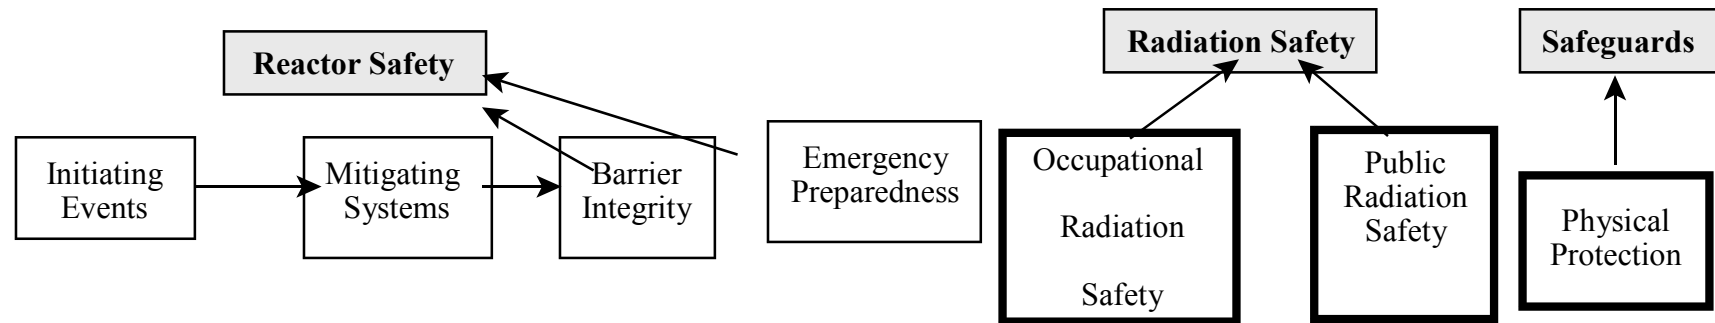 Reactor Safety
Radiation Safety
Safeguards
Initiating
Events
Mitigating
Systems
Barrier
Integrity
Emergency
Preparedness
Occupational
Radiation
Safety
Public
Radiation
Safety
Physical
Protection